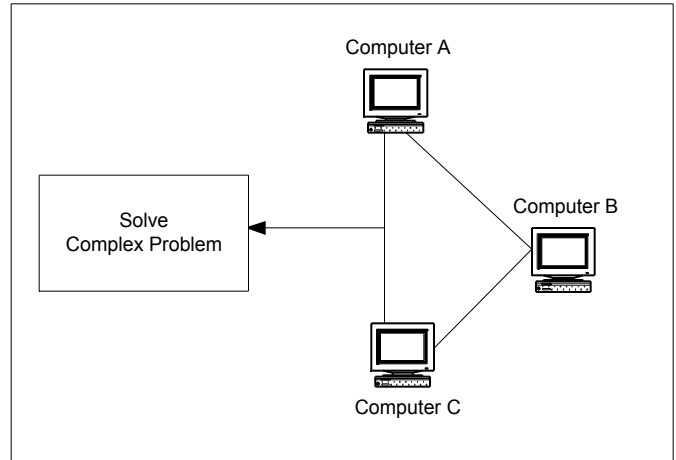 Computer A
Computer B
Solve
Complex Problem
Computer C